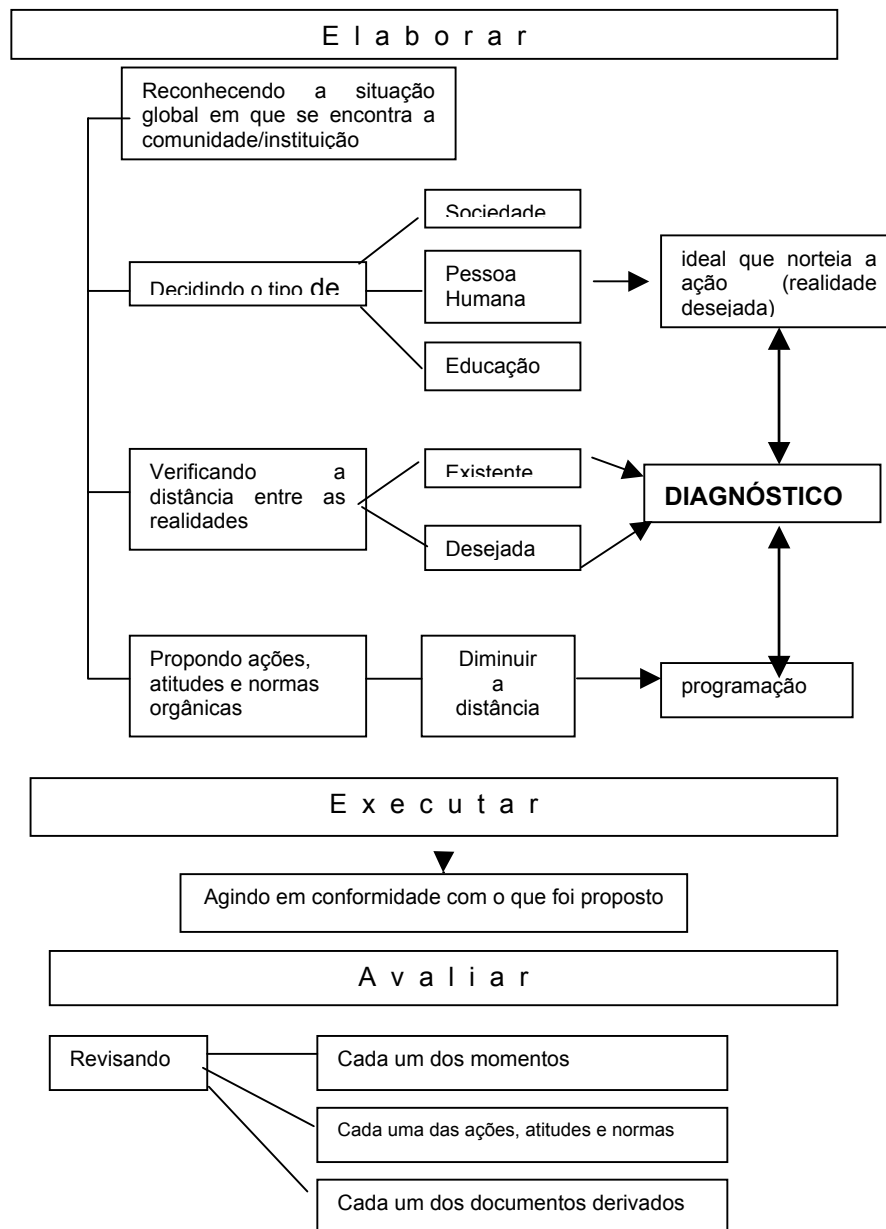 E l a b o r a r
Reconhecendo a situação
global em que se encontra a
comunidade/instituição
Sociedade
Decidindo o tipo de
Pessoa
Humana
ideal que norteia a
ação (realidade
desejada)
Educação
Verificando a
distância entre as
realidades
Existente
Desejada
DIAGNÓSTICO
Propondo ações,
atitudes e normas
orgânicas
Diminuir
a
distância
programação
E x e c u t a r
Agindo em conformidade com o que foi proposto
A v a l i a r
Revisando
Cada um dos momentos
Cada uma das ações, atitudes e normas
Cada um dos documentos derivados